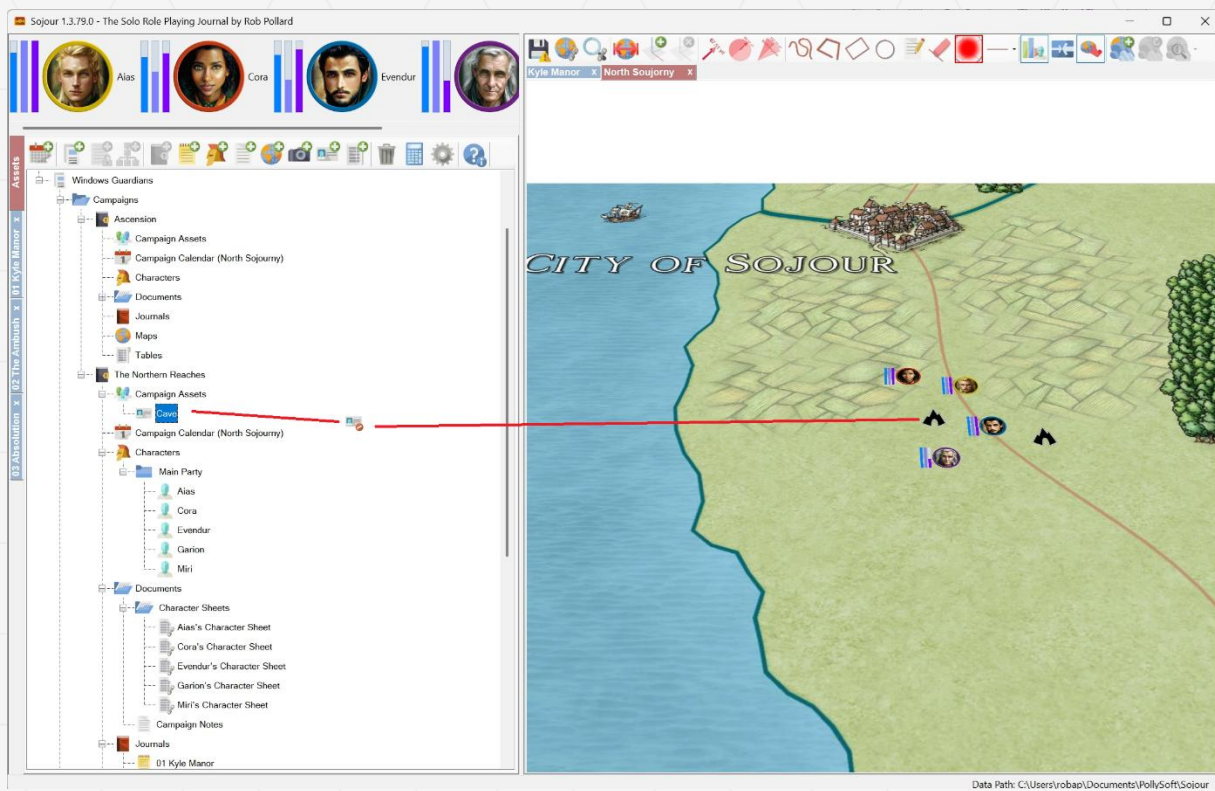 Sojour 1.3.79.0 - The Solo Role Playing Journal by Rob Pollard
Aias
Cora
Evendur
Kyle Manor x
North Soujorny x
Assets
01 Kyle Manor x
02 The Ambush x
03 Absolution x
Windows Guardians
Campaigns
Ascension
Campaign Assets
Campaign Calendar (North Sojourny)
Characters
Documents
Journals
Maps
Tables
The Northern Reaches
Campaign Assets
Cave
Campaign Calendar (North Sojourny)
Characters
Main Party
Aias
Cora
Evendur
Garion
Miri
Documents
Character Sheets
Aias's Character Sheet
Cora's Character Sheet
Evendur's Character Sheet
Garion's Character Sheet
Miri's Character Sheet
Campaign Notes
Journals
01 Kyle Manor
City of Sojour
Data Path: C:\Users\robap\Documents\PollySoft\Sojour